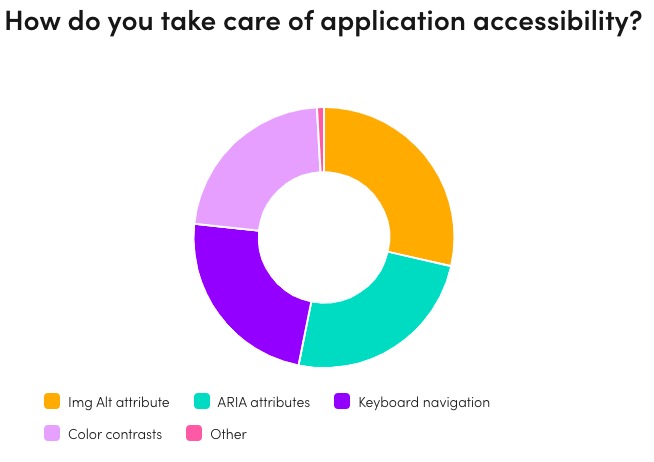 How do you take care of application accessibility?
Img Alt attribute ARIA attributes Keyboard navigation
Color contrasts Other